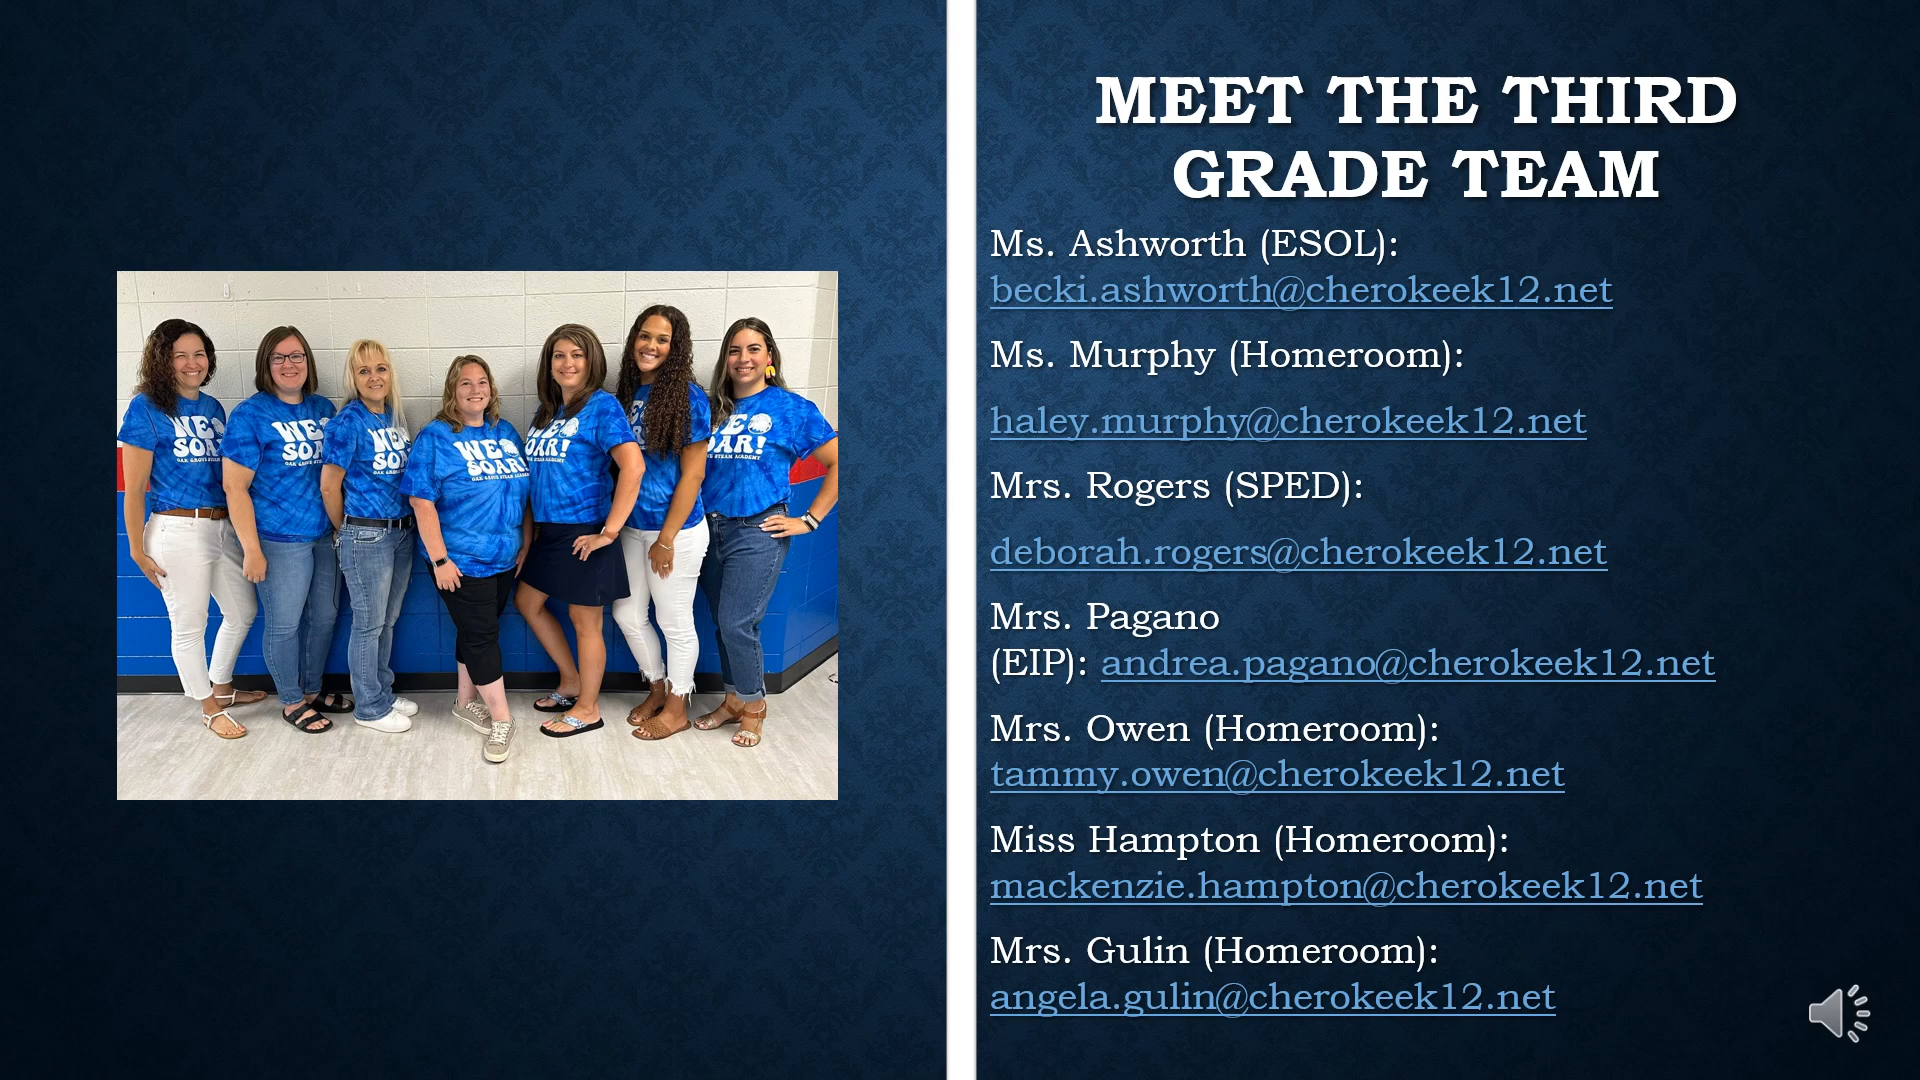 MEET THE THIRD
GRADE TEAM
Ms. Ashworth (ESOL):
becki.ashworth@cherokeek12.net
Ms. Murphy (Homeroom):
haley.murphy@cherokeek12.net
Mrs. Rogers (SPED):
deborah.rogers@cherokeek12.net
Mrs. Pagano
(EIP): andrea.pagano@cherokeek12.net
Mrs. Owen (Homeroom):
tammy.owen@cherokeek12.net
Miss Hampton (Homeroom):
mackenzie.hampton@cherokeek12.net
Mrs. Gulin (Homeroom):
angela.gulin@cherokeek12.net
WE
SOAR!